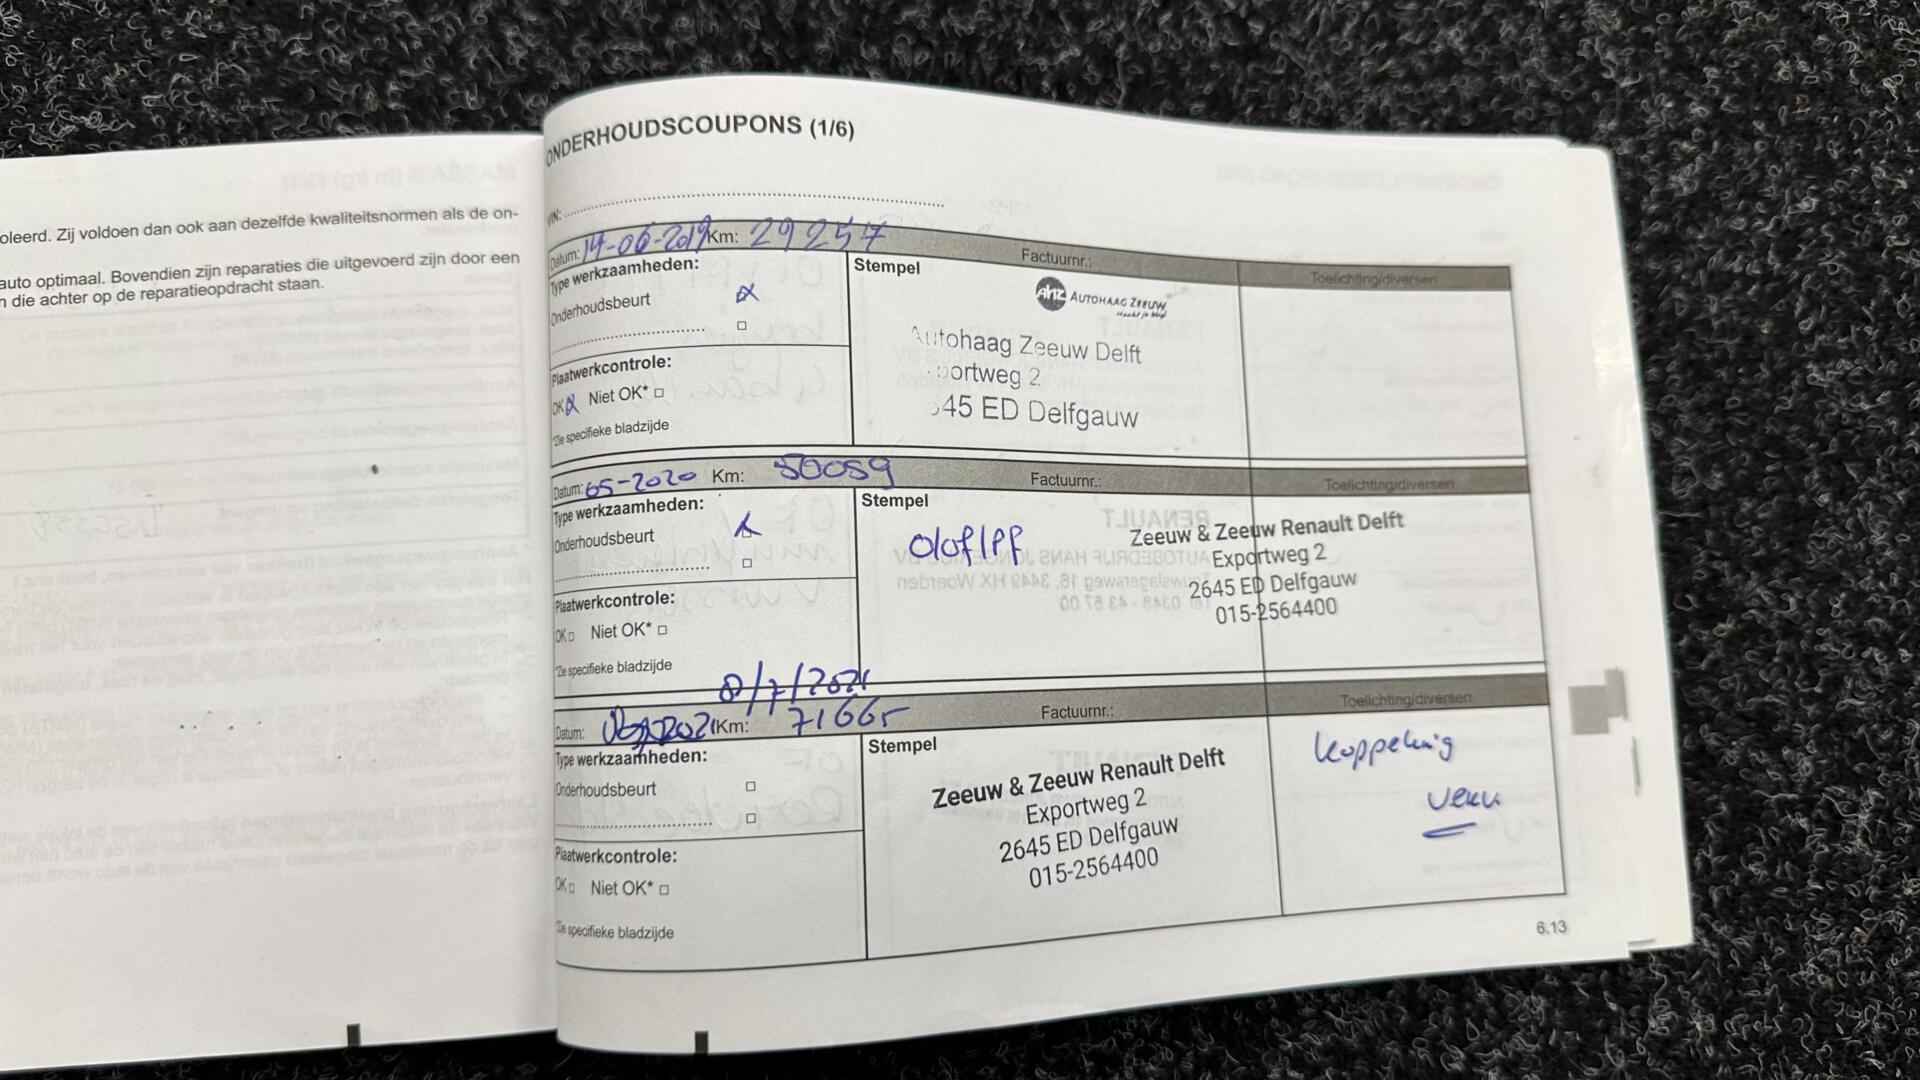 oleerd. Zij voldoen dan ook aan dezelfde kwaliteitsnormen als de on-
auto optimaal. Bovendien zijn reparaties die uitgevoerd zijn door een
n die achter op de reparatieopdracht staan.
ONDERHOUDSCOUPONS (1/6)
VIN:
Datum: 14-06-2019 Km: 29257 Factuurnr.: Toelichting/diversen
Type werkzaamheden:
Onderhoudsbeurt
Plaatwerkcontrole:
OK Niet OK*
*Zie specifieke bladzijde
Stempel
ahz AUTOHAAG ZEEUW
Autohaag Zeeuw Delft
portweg 2
645 ED Delfgauw
Datum: 05-2020 Km: 50059 Factuurnr.: Toelichting/diversen
Type werkzaamheden:
Onderhoudsbeurt
Plaatwerkcontrole:
OK Niet OK*
*Zie specifieke bladzijde
Stempel
Zeeuw & Zeeuw Renault Delft
Exportweg 2
2645 ED Delfgauw
015-2564400
8/7/2021
Datum: Km: 71665 Factuurnr.: Toelichting/diversen
Type werkzaamheden:
Onderhoudsbeurt
Plaatwerkcontrole:
OK Niet OK*
*Zie specifieke bladzijde
Stempel
Zeeuw & Zeeuw Renault Delft
Exportweg 2
2645 ED Delfgauw
015-2564400
koppeling
verv.
6.13